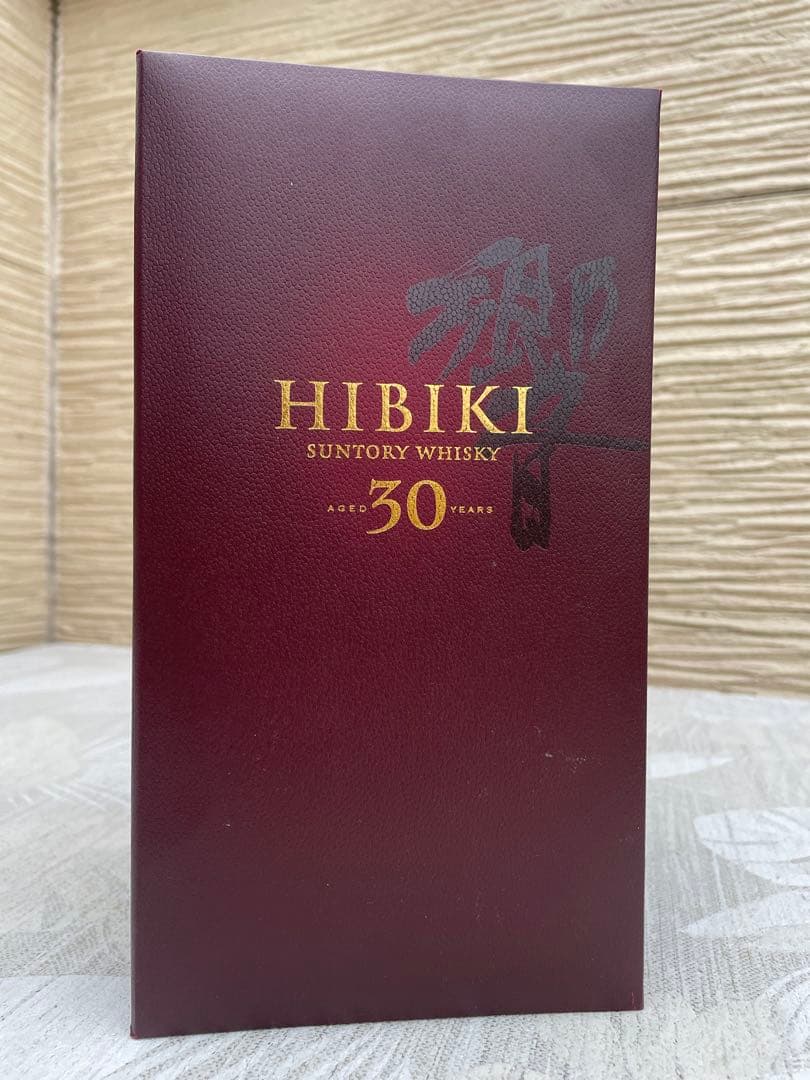 響
HIBIKI
SUNTORY WHISKY
AGED 30 YEARS